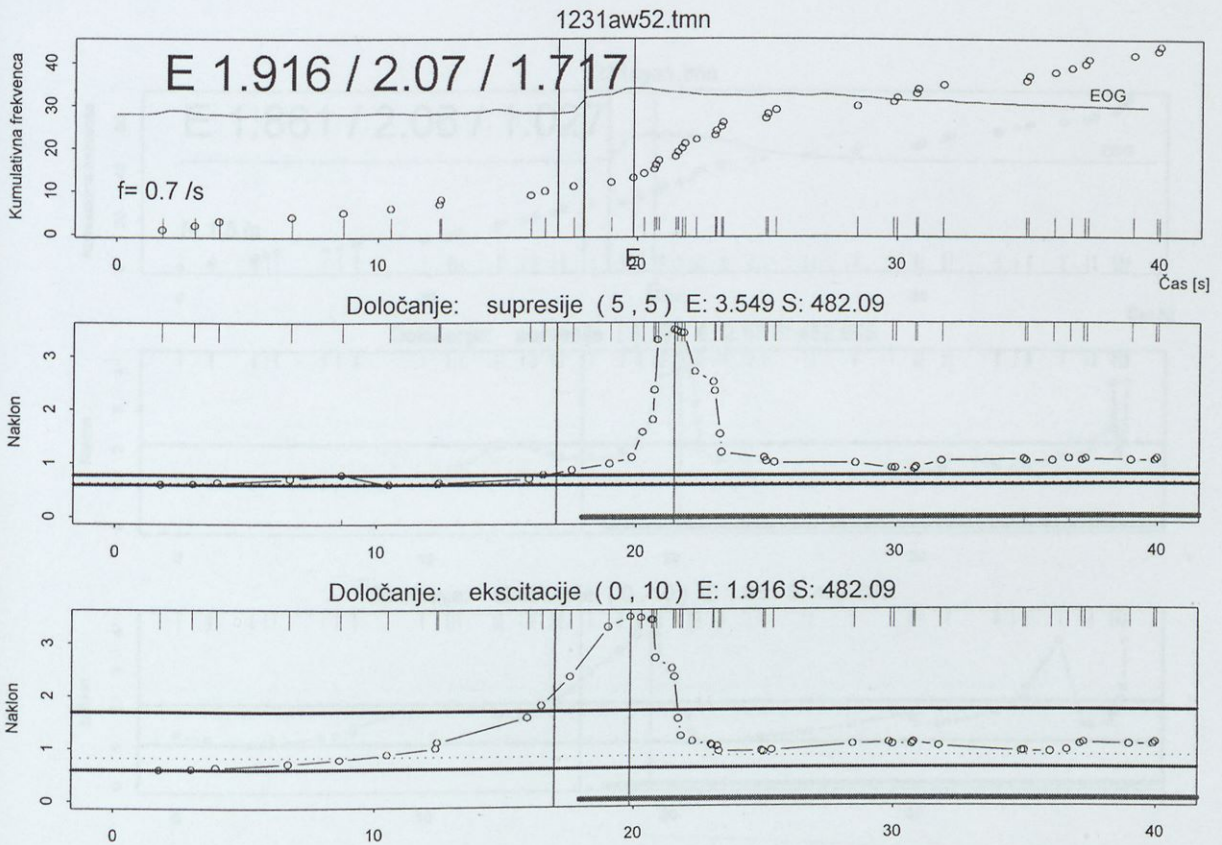 1231aw52.tmn
Kumulativna frekvenca
40
30
20
10
0
E 1.916 / 2.07 / 1.717
EOG
f= 0.7 /s
0 10 20 30 40
E
Čas [s]
Določanje: supresije ( 5 , 5 ) E: 3.549 S: 482.09
Naklon
3
2
1
0
0 10 20 30 40
Določanje: ekscitacije ( 0 , 10 ) E: 1.916 S: 482.09
Naklon
3
2
1
0
0 10 20 30 40